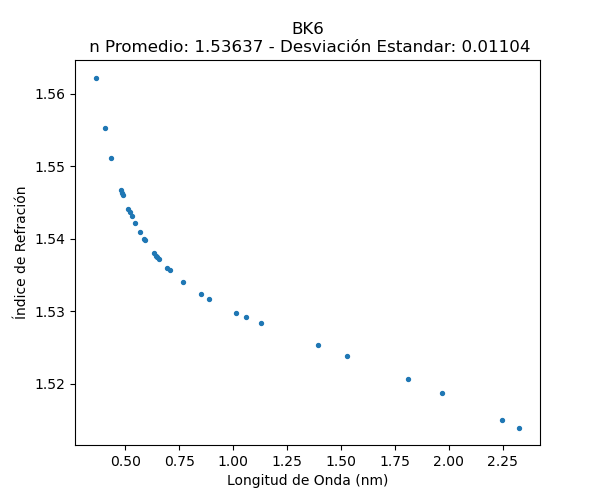 BK6
n Promedio: 1.53637 - Desviación Estandar: 0.01104
Índice de Refración
1.56
1.55
1.54
1.53
1.52
0.50 0.75 1.00 1.25 1.50 1.75 2.00 2.25
Longitud de Onda (nm)